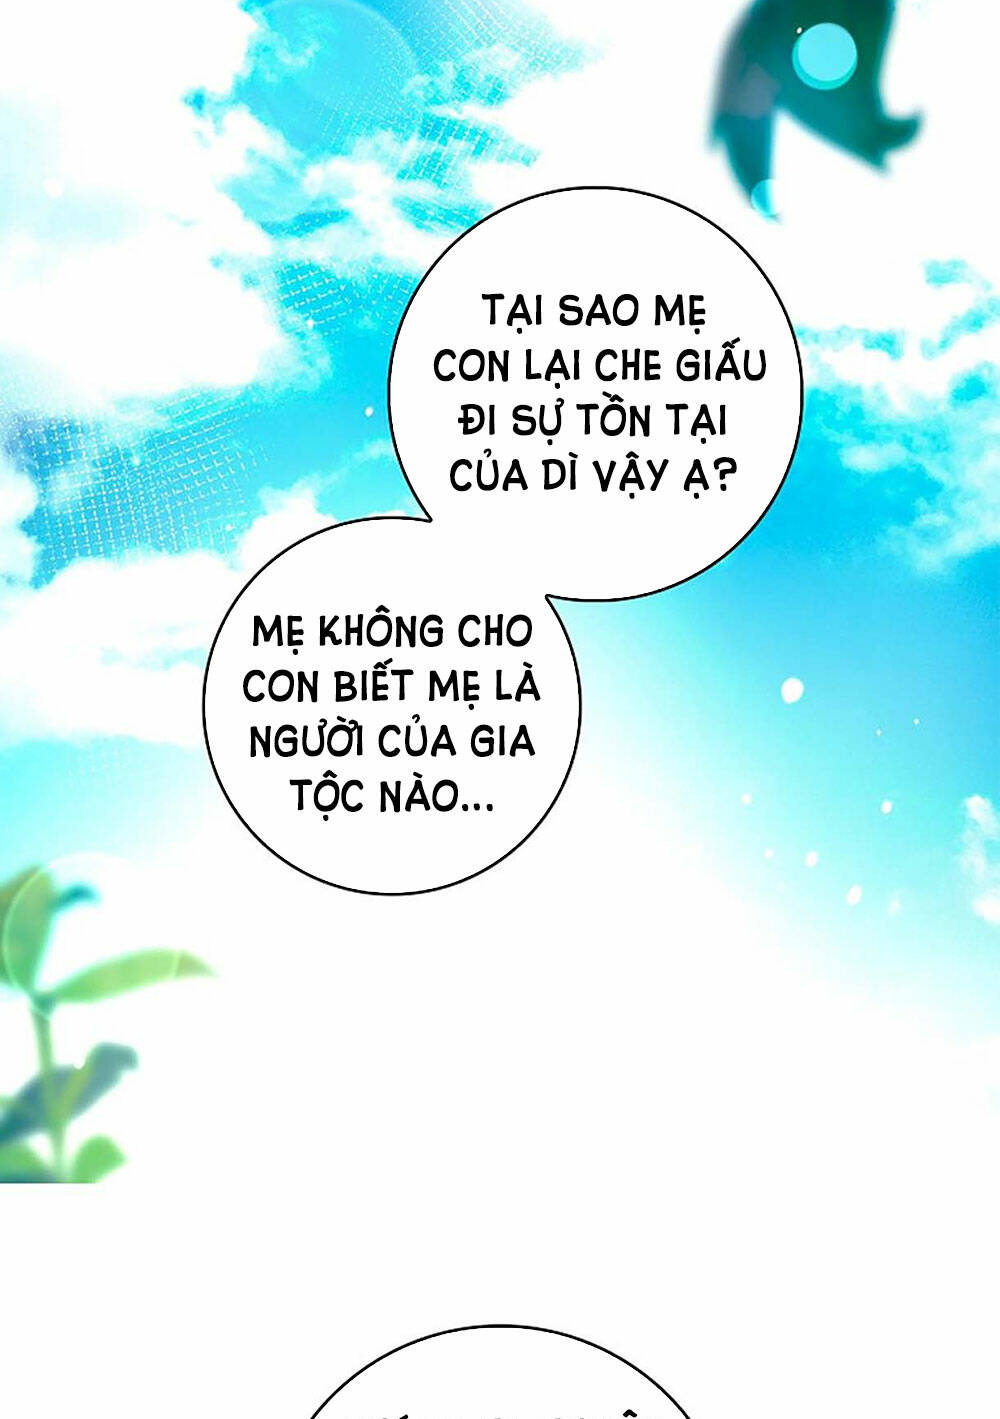 TẠI SAO MẸ
CON LẠI CHE GIẤU
ĐI SỰ TỒN TẠI
CỦA DÌ VẬY Ạ?
MẸ KHÔNG CHO
CON BIẾT MẸ LÀ
NGƯỜI CỦA GIA
TỘC NÀO...